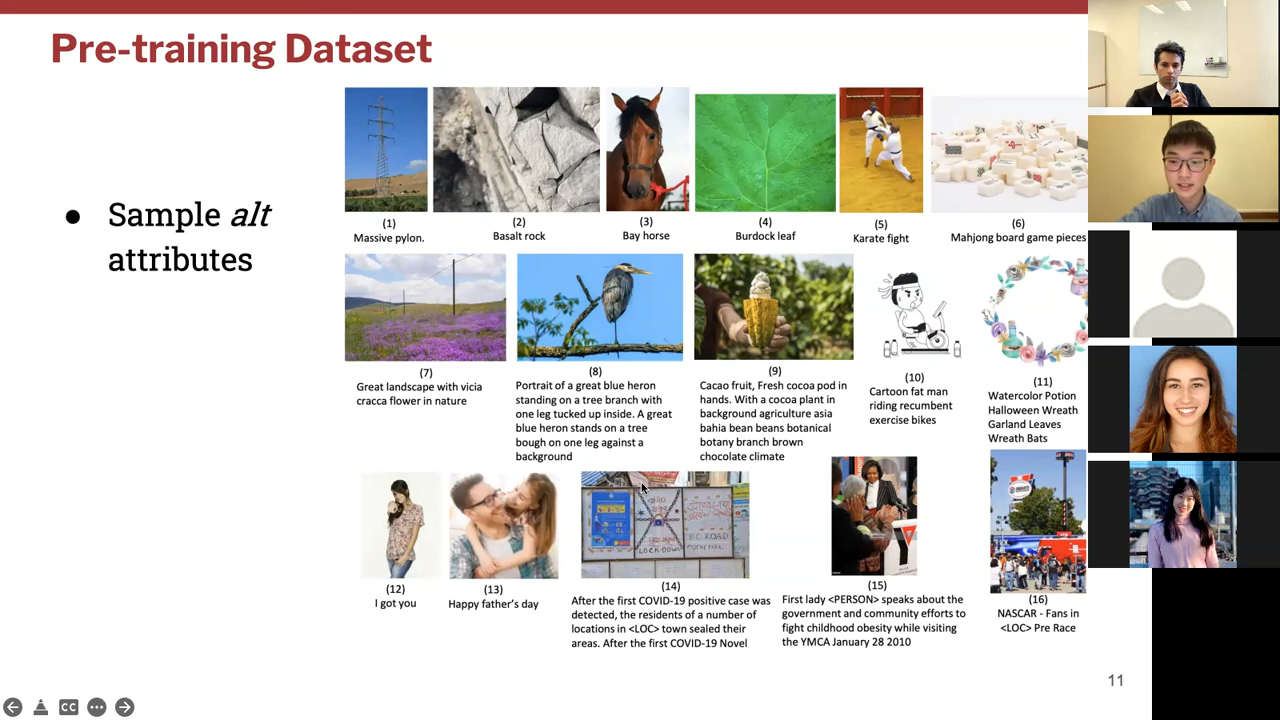 Pre-training Dataset
● Sample alt
attributes
(1)
Massive pylon.
(2)
Basalt rock
(3)
Bay horse
(4)
Burdock leaf
(5)
Karate fight
(6)
Mahjong board game pieces
(7)
Great landscape with vicia
cracca flower in nature
(8)
Portrait of a great blue heron
standing on a tree branch with
one leg tucked up inside. A great
blue heron stands on a tree
bough on one leg against a
background
(9)
Cacao fruit, Fresh cocoa pod in
hands. With a cocoa plant in
background agriculture asia
bahia bean beans botanical
botany branch brown
chocolate climate
(10)
Cartoon fat man
riding recumbent
exercise bikes
(11)
Watercolor Potion
Halloween Wreath
Garland Leaves
Wreath Bats
LOCKDOWN
B.C. ROAD
(12)
I got you
(13)
Happy father's day
(14)
After the first COVID-19 positive case was
detected, the residents of a number of
locations in <LOC> town sealed their
areas. After the first COVID-19 Novel
(15)
First lady <PERSON> speaks about the
government and community efforts to
fight childhood obesity while visiting
the YMCA January 28 2010
(16)
NASCAR - Fans in
<LOC> Pre Race
11
CC